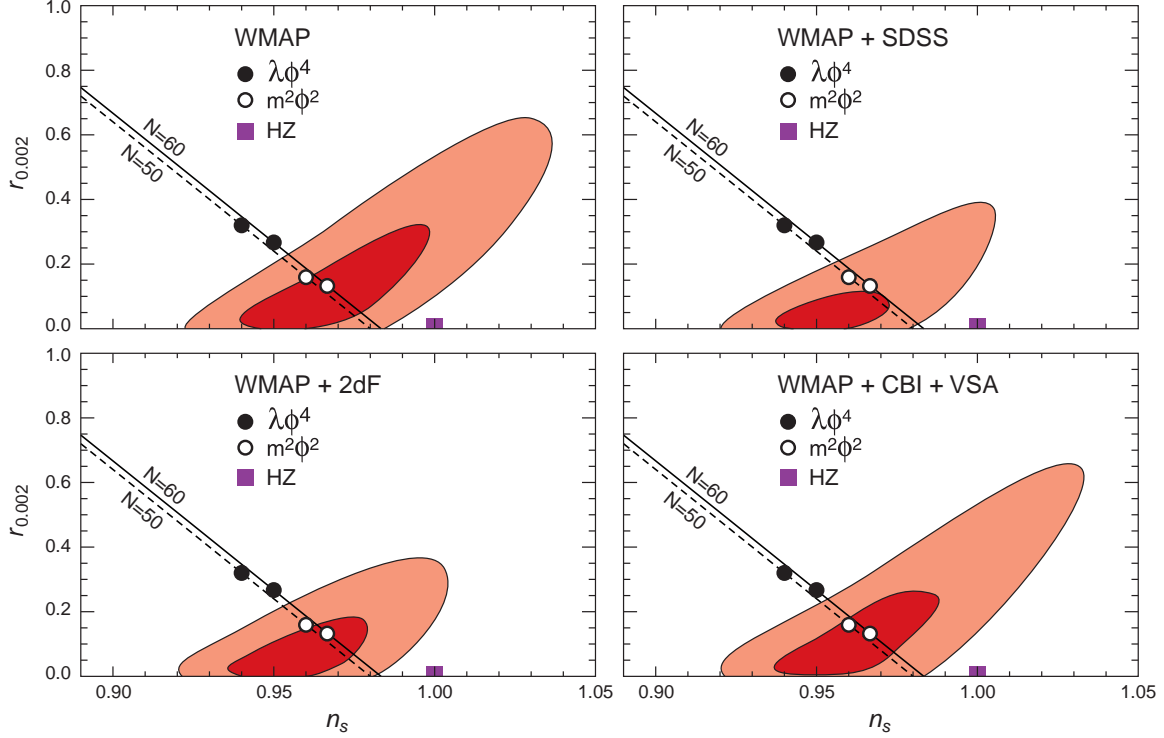 1.0
0.8
0.6
0.4
0.2
0.0
r0.002
WMAP
λϕ⁴
m²ϕ²
HZ
N=60
N=50
WMAP + SDSS
λϕ⁴
m²ϕ²
HZ
N=60
N=50
1.0
0.8
0.6
0.4
0.2
0.0
r0.002
WMAP + 2dF
λϕ⁴
m²ϕ²
HZ
N=60
N=50
0.90 0.95 1.00 1.05
ns
WMAP + CBI + VSA
λϕ⁴
m²ϕ²
HZ
N=60
N=50
0.90 0.95 1.00 1.05
ns